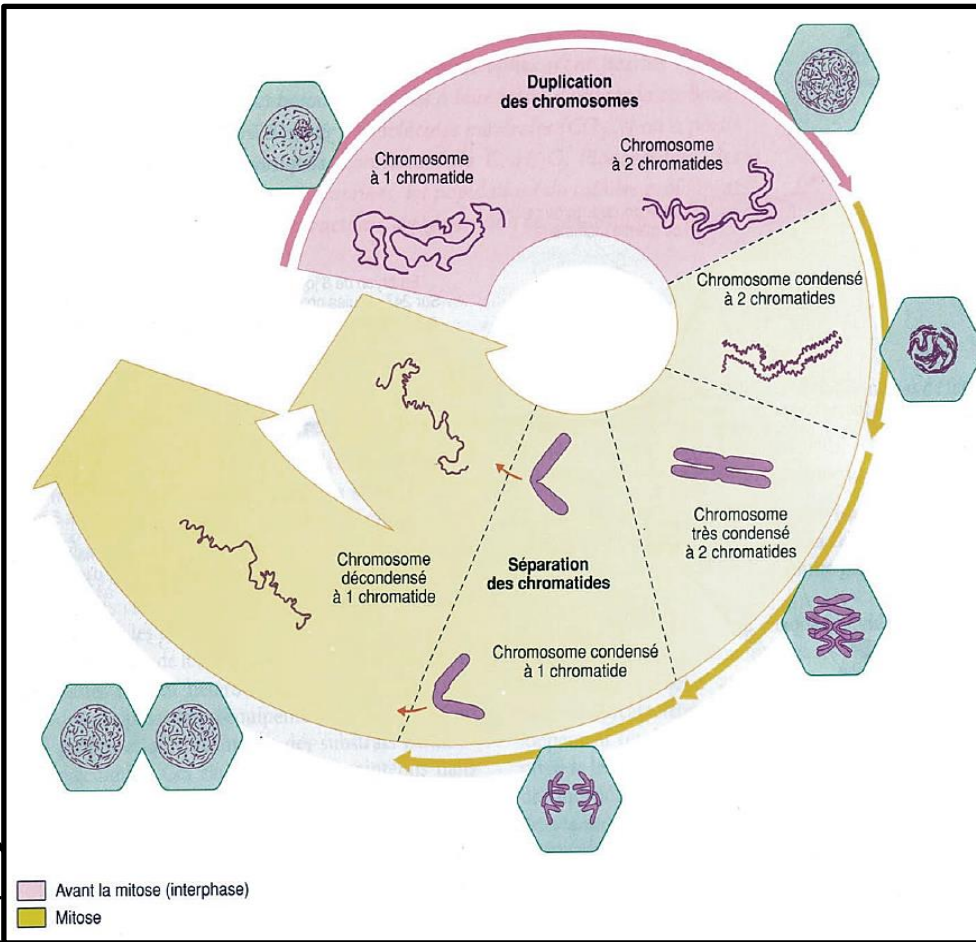 Duplication
des chromosomes
Chromosome
à 1 chromatide
Chromosome
à 2 chromatides
Chromosome condensé
à 2 chromatides
Chromosome
très condensé
à 2 chromatides
Séparation
des chromatides
Chromosome condensé
à 1 chromatide
Chromosome
décondensé
à 1 chromatide
Avant la mitose (interphase)
Mitose